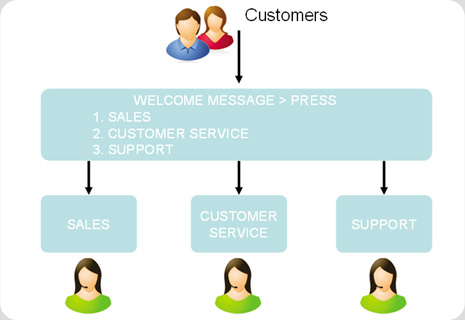 Customers
WELCOME MESSAGE > PRESS
1. SALES
2. CUSTOMER SERVICE
3. SUPPORT
SALES
CUSTOMER
SERVICE
SUPPORT